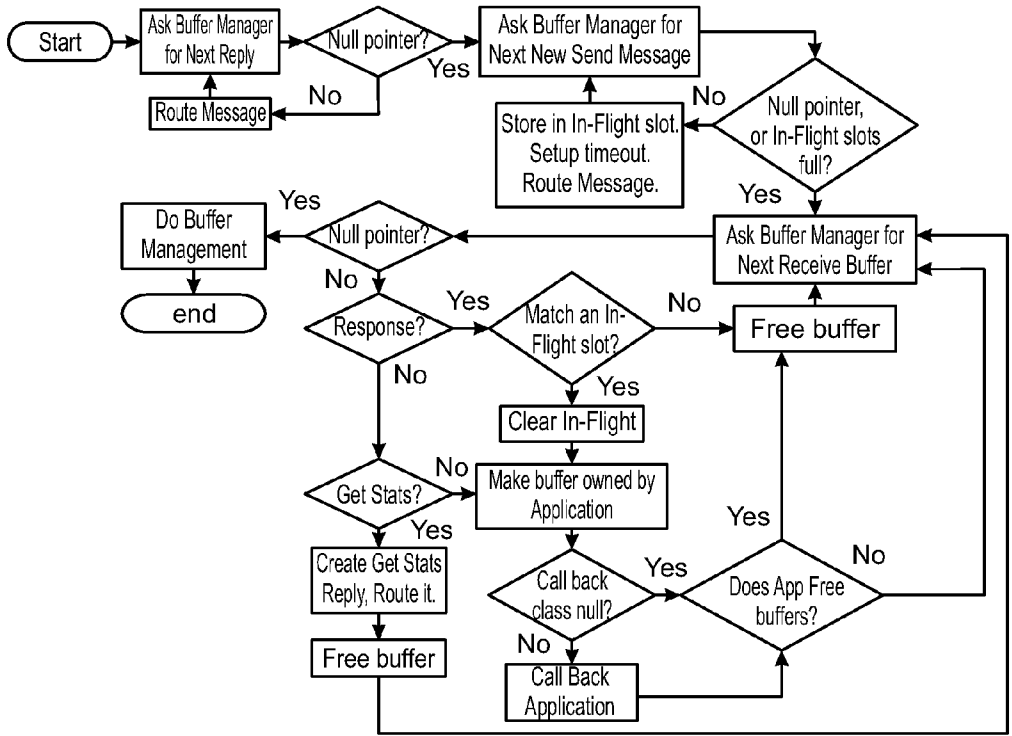 Start
Ask Buffer Manager
for Next Reply
Null pointer?
Yes
No
Route Message
Ask Buffer Manager for
Next New Send Message
Store in In-Flight slot.
Setup timeout.
Route Message.
No
Null pointer,
or In-Flight slots
full?
Yes
Ask Buffer Manager for
Next Receive Buffer
Null pointer?
Yes
Do Buffer
Management
end
No
Response?
Yes
Match an In-
Flight slot?
No
Free buffer
Yes
Clear In-Flight
No
Get Stats?
No
Make buffer owned by
Application
Yes
Create Get Stats
Reply, Route it.
Free buffer
Call back
class null?
Yes
Does App Free
buffers?
Yes
No
No
Call Back
Application